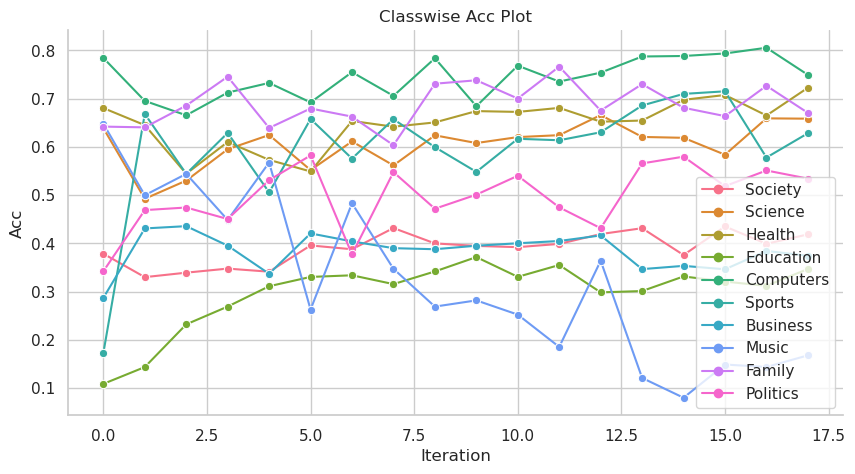 Classwise Acc Plot
0.8
0.7
0.6
0.5
0.4
0.3
0.2
0.1
Acc
0.0
2.5
5.0
7.5
10.0
12.5
15.0
17.5
Iteration
Society
Science
Health
Education
Computers
Sports
Business
Music
Family
Politics